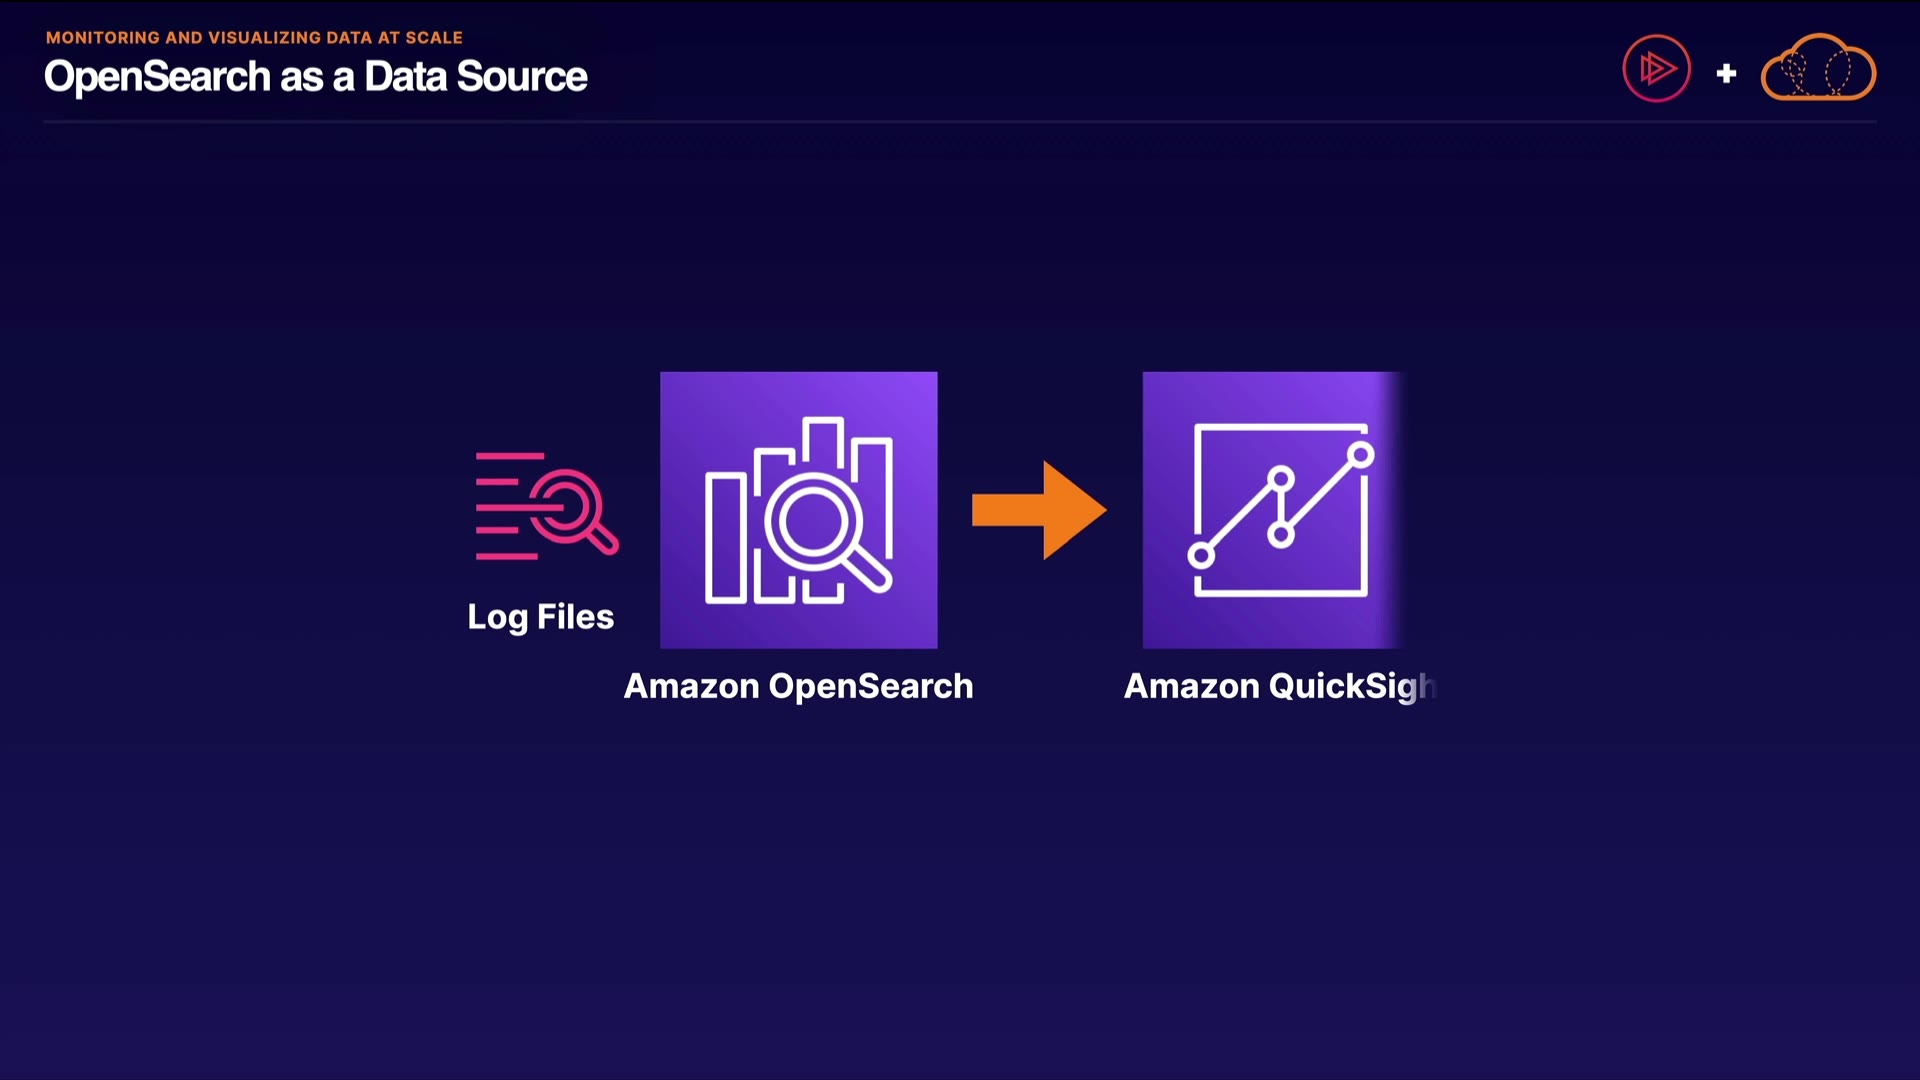 MONITORING AND VISUALIZING DATA AT SCALE
OpenSearch as a Data Source
Log Files
Amazon OpenSearch
Amazon QuickSigh